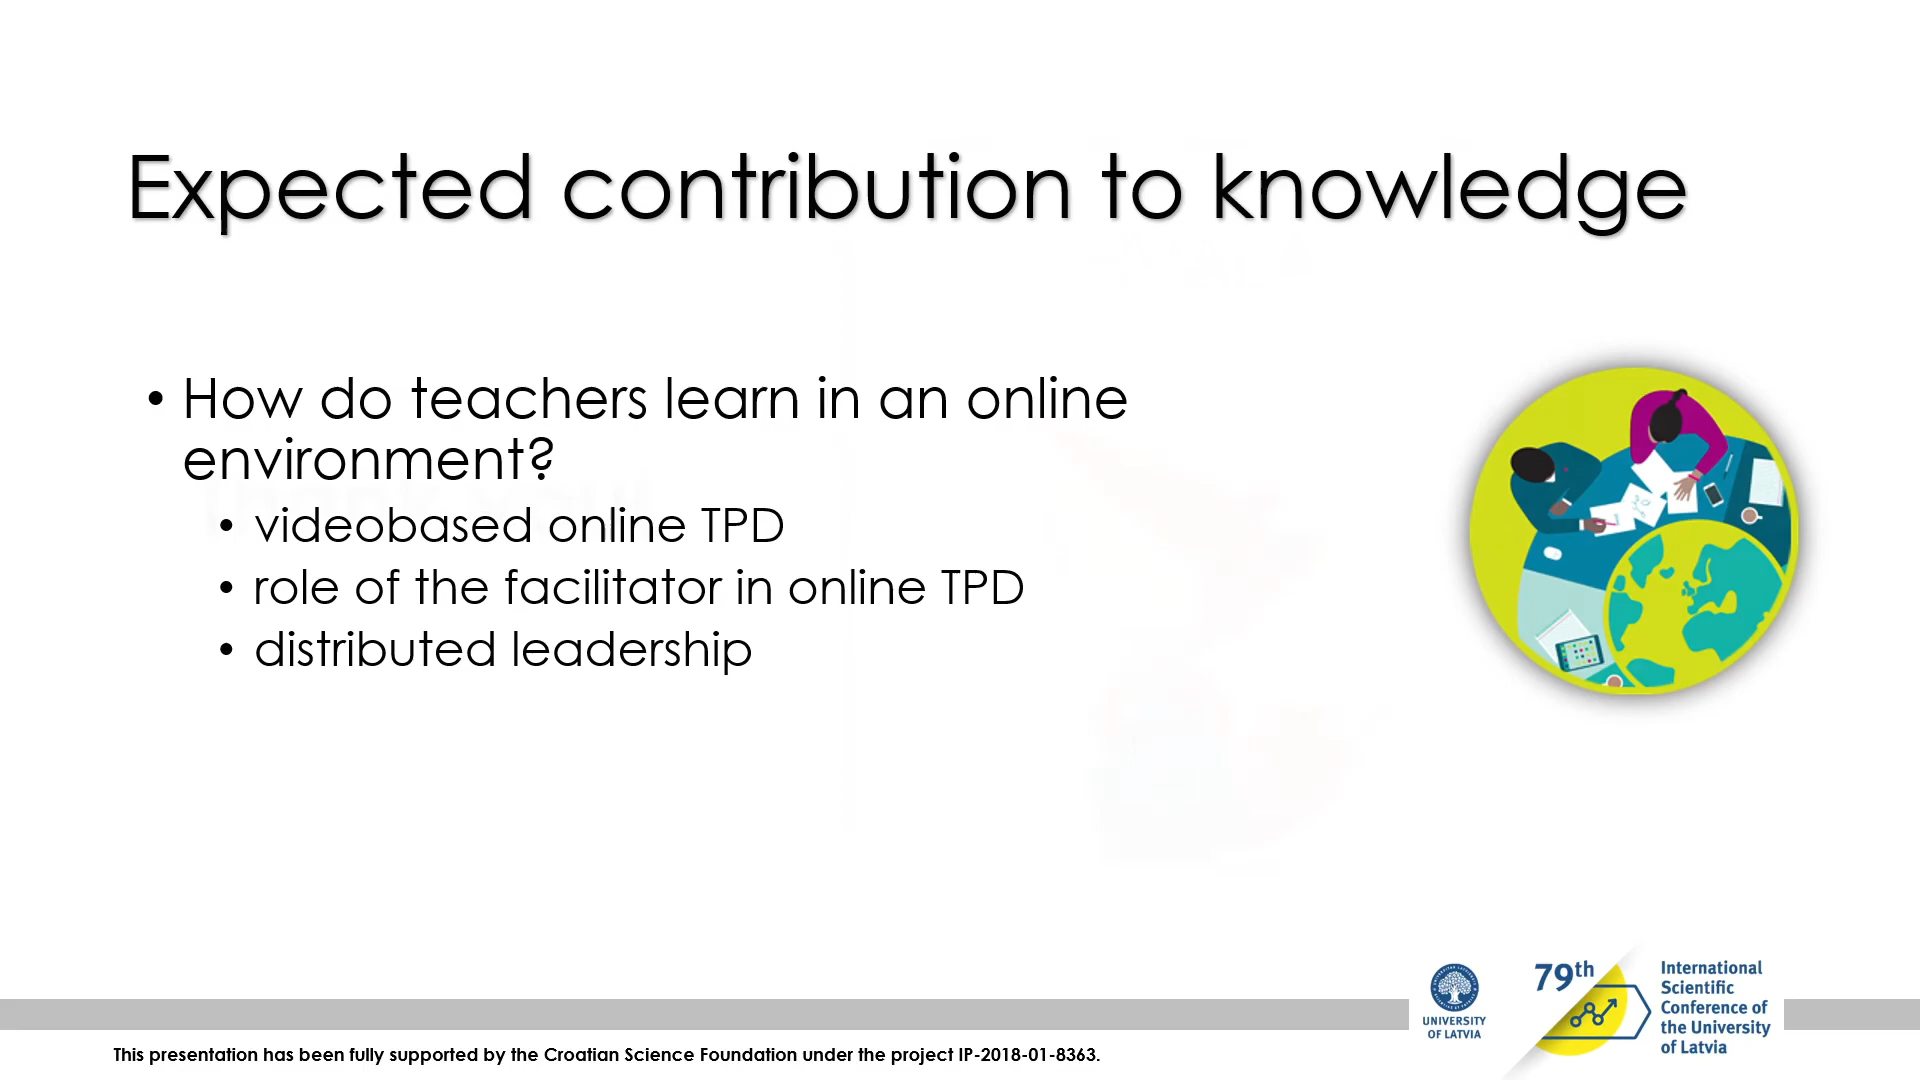 Expected contribution to knowledge
• How do teachers learn in an online
environment?
• videobased online TPD
• role of the facilitator in online TPD
• distributed leadership
UNIVERSITY
OF LATVIA
79th
International
Scientific
Conference of
the University
of Latvia
This presentation has been fully supported by the Croatian Science Foundation under the project IP-2018-01-8363.